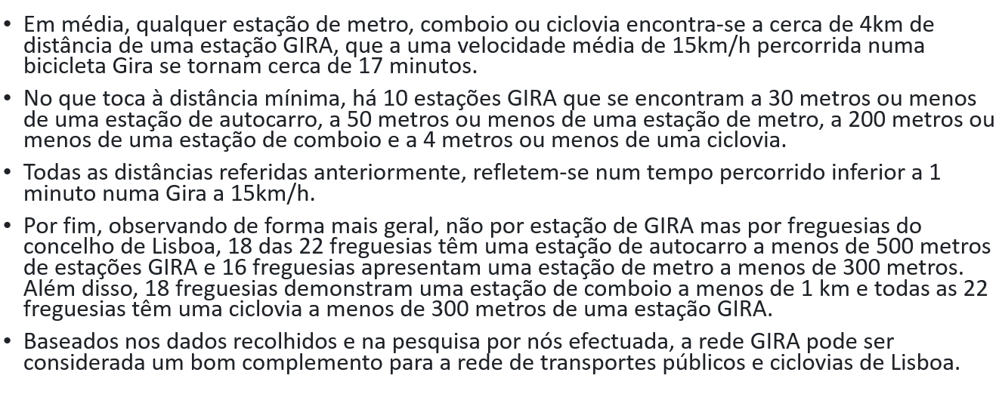 • Em média, qualquer estação de metro, comboio ou ciclovia encontra-se a cerca de 4km de
distância de uma estação GIRA, que a uma velocidade média de 15km/h percorrida numa
bicicleta Gira se tornam cerca de 17 minutos.
• No que toca à distância mínima, há 10 estações GIRA que se encontram a 30 metros ou menos
de uma estação de autocarro, a 50 metros ou menos de uma estação de metro, a 200 metros ou
menos de uma estação de comboio e a 4 metros ou menos de uma ciclovia.
• Todas as distâncias referidas anteriormente, refletem-se num tempo percorrido inferior a 1
minuto numa Gira a 15km/h.
• Por fim, observando de forma mais geral, não por estação de GIRA mas por freguesias do
concelho de Lisboa, 18 das 22 freguesias têm uma estação de autocarro a menos de 500 metros
de estações GIRA e 16 freguesias apresentam uma estação de metro a menos de 300 metros.
Além disso, 18 freguesias demonstram uma estação de comboio a menos de 1 km e todas as 22
freguesias têm uma ciclovia a menos de 300 metros de uma estação GIRA.
• Baseados nos dados recolhidos e na pesquisa por nós efectuada, a rede GIRA pode ser
considerada um bom complemento para a rede de transportes públicos e ciclovias de Lisboa.